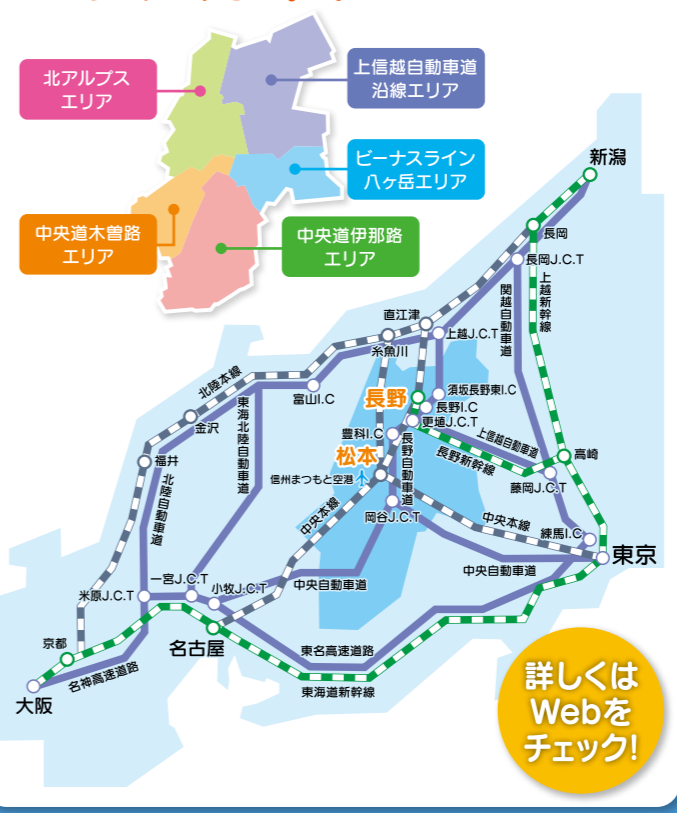 北アルプス
エリア
上信越自動車道
沿線エリア
ビーナスライン
八ヶ岳エリア
中央道木曽路
エリア
中央道伊那路
エリア
新潟
長岡
長岡J.C.T
関越自動車道
上越新幹線
直江津
上越J.C.T
糸魚川
北陸本線
富山I.C
東海北陸自動車道
金沢
福井
北陸自動車道
長野
須坂長野東I.C
長野I.C
更埴J.C.T
豊科I.C
松本
長野自動車道
上信越自動車道
長野新幹線
高崎
信州まつもと空港
藤岡J.C.T
岡谷J.C.T
中央本線
中央本線
練馬I.C
東京
中央自動車道
中央自動車道
一宮J.C.T
小牧J.C.T
米原J.C.T
京都
名古屋
東名高速道路
名神高速道路
東海道新幹線
大阪
詳しくは
Webを
チェック!